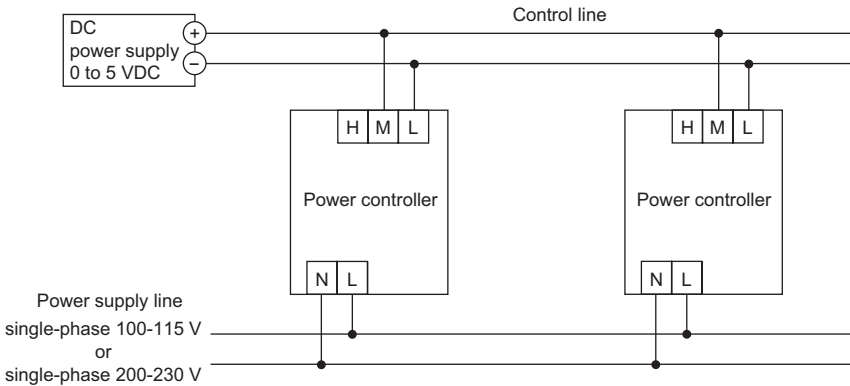 Control line
DC
power supply
0 to 5 VDC
+
−
H M L
H M L
Power controller
Power controller
N L
N L
Power supply line
single-phase 100-115 V
or
single-phase 200-230 V